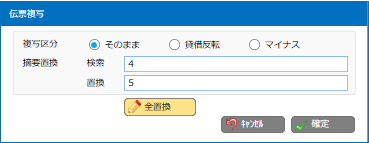 伝票複写
複写区分 そのまま 貸借反転 マイナス
摘要置換 検索 4
置換 5
全置換
ｷｬﾝｾﾙ 確定